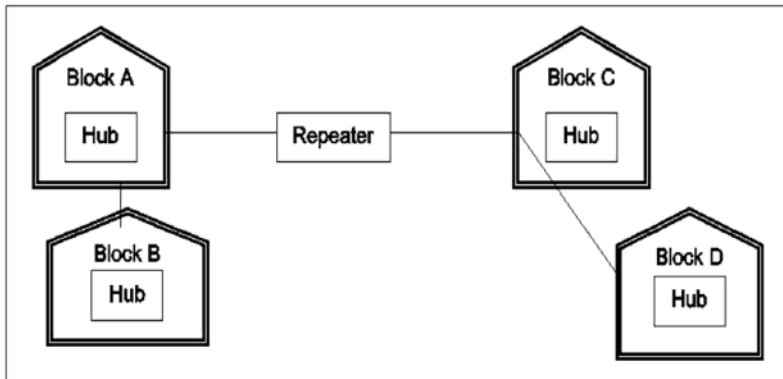 Block A
Hub
Repeater
Block C
Hub
Block B
Hub
Block D
Hub